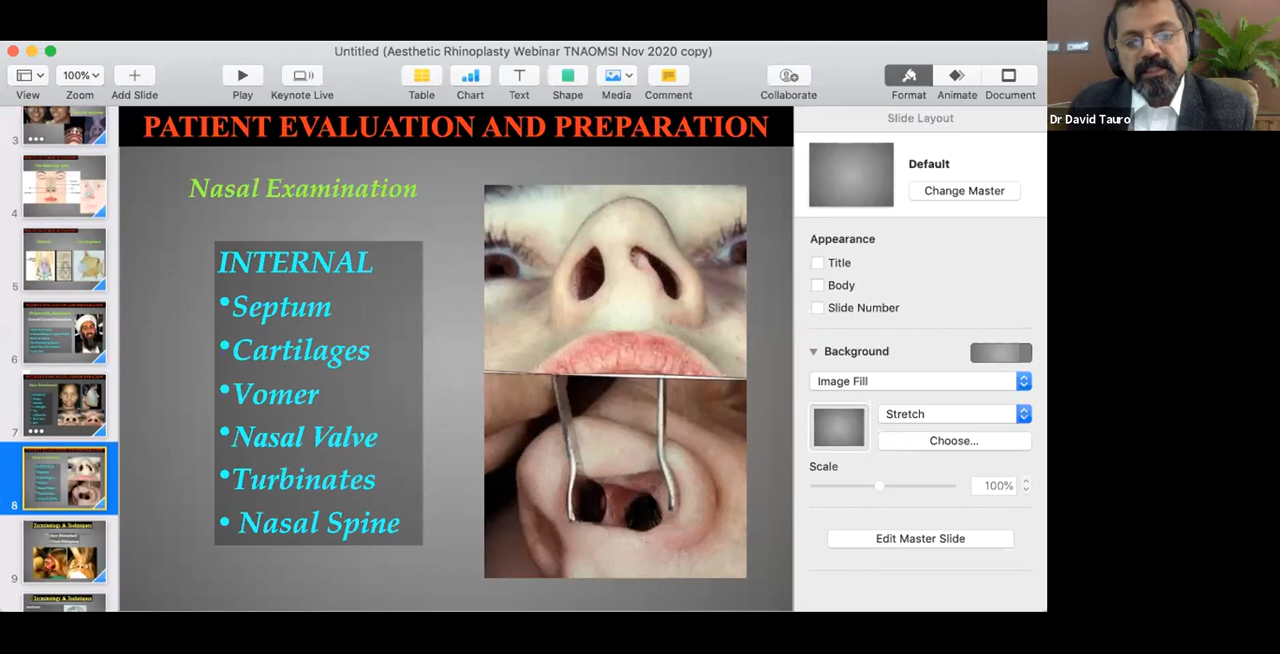 Untitled (Aesthetic Rhinoplasty Webinar TNAOMSI Nov 2020 copy)
100%
View
Zoom
Add Slide
Play
Keynote Live
Table
Chart
Text
Shape
Media
Comment
Collaborate
Format
Animate
Document
3
4
5
6
7
8
9
PATIENT EVALUATION AND PREPARATION
Nasal Examination
INTERNAL
•Septum
•Cartilages
•Vomer
•Nasal Valve
•Turbinates
• Nasal Spine
Slide Layout
Default
Change Master
Appearance
Title
Body
Slide Number
Background
Image Fill
Stretch
Choose...
Scale
100%
Edit Master Slide
Dr David Tauro